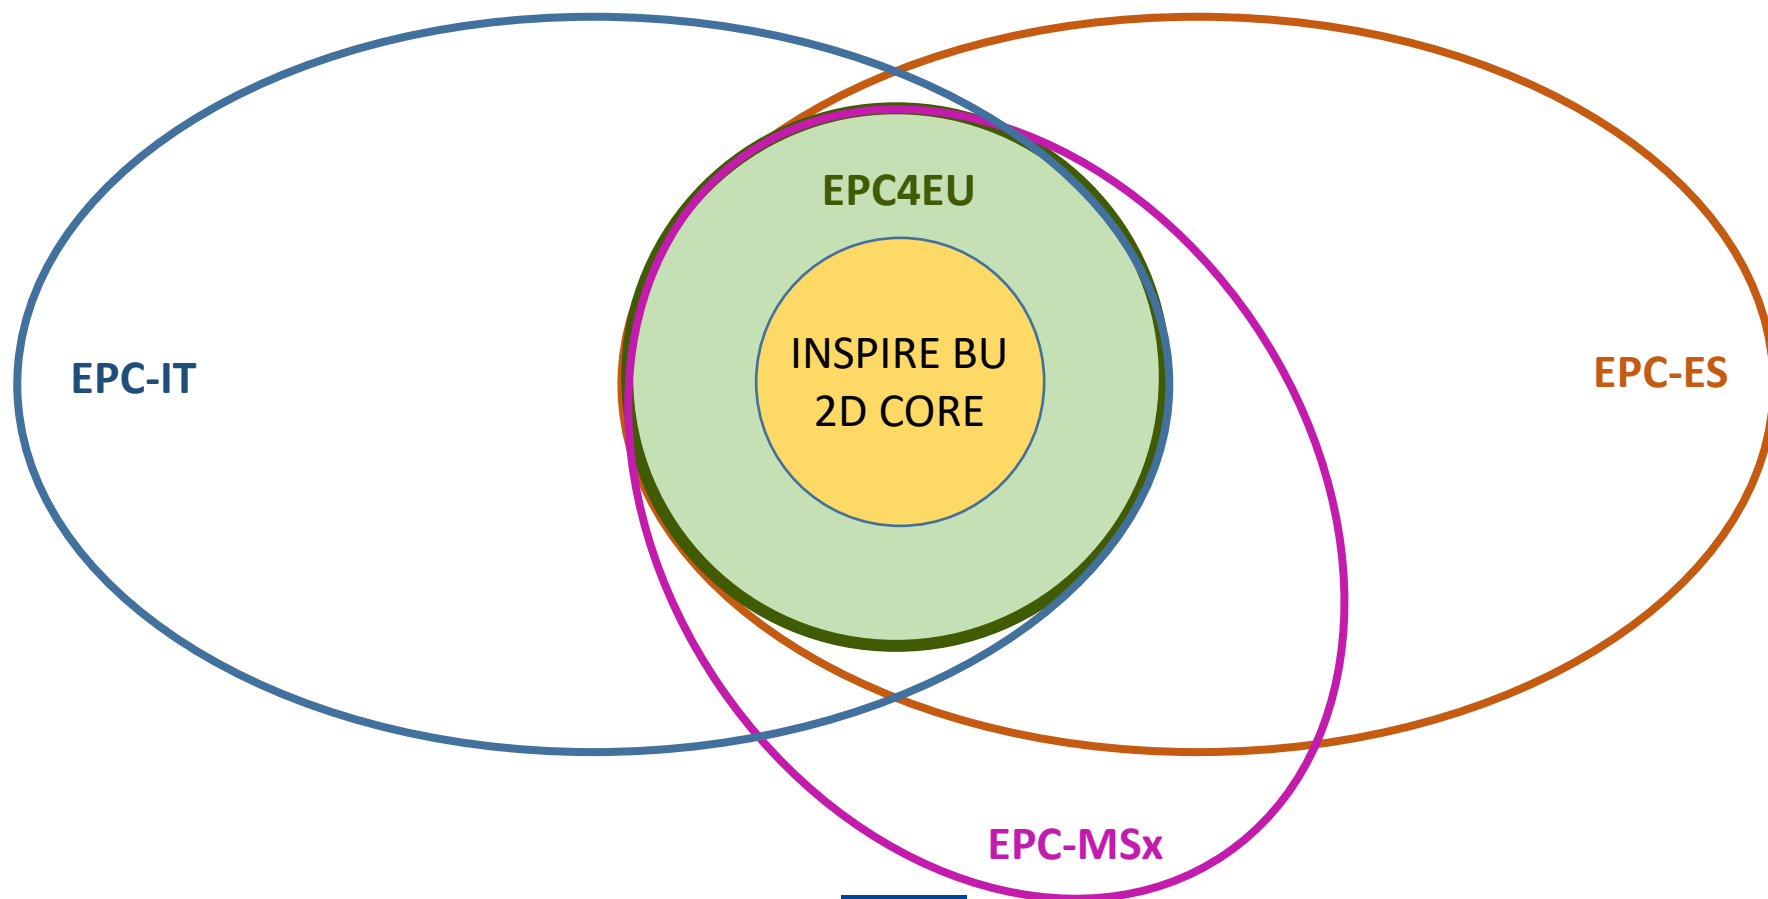 EPC4EU
INSPIRE BU
2D CORE
EPC-IT
EPC-ES
EPC-MSx